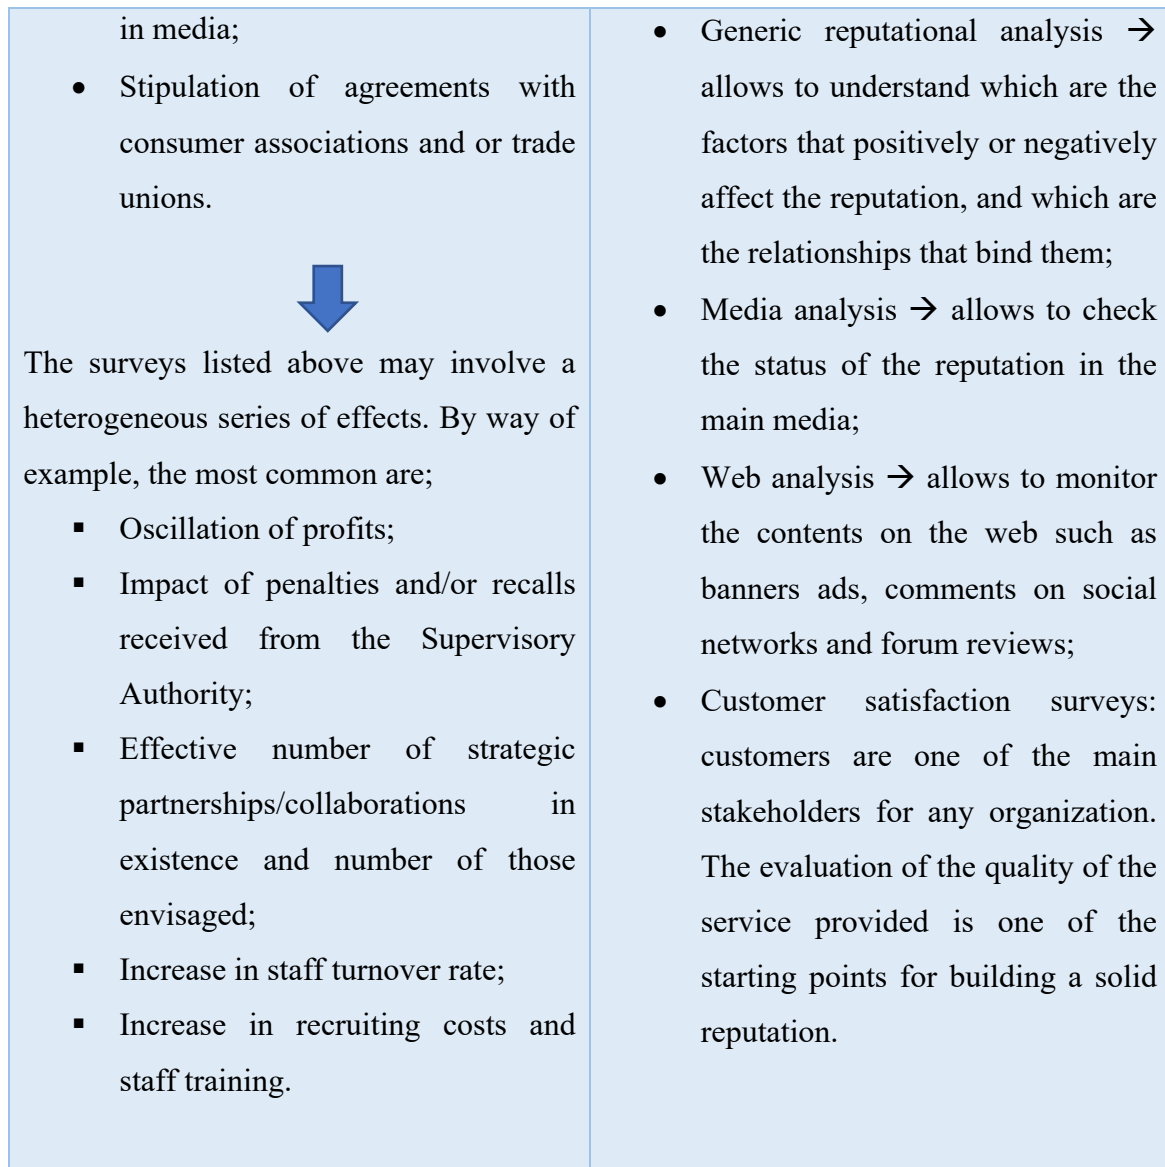 in media;
• Stipulation of agreements with
consumer associations and or trade
unions.
The surveys listed above may involve a
heterogeneous series of effects. By way of
example, the most common are;
▪ Oscillation of profits;
▪ Impact of penalties and/or recalls
received from the Supervisory
Authority;
▪ Effective number of strategic
partnerships/collaborations in
existence and number of those
envisaged;
▪ Increase in staff turnover rate;
▪ Increase in recruiting costs and
staff training.
• Generic reputational analysis →
allows to understand which are the
factors that positively or negatively
affect the reputation, and which are
the relationships that bind them;
• Media analysis → allows to check
the status of the reputation in the
main media;
• Web analysis → allows to monitor
the contents on the web such as
banners ads, comments on social
networks and forum reviews;
• Customer satisfaction surveys:
customers are one of the main
stakeholders for any organization.
The evaluation of the quality of the
service provided is one of the
starting points for building a solid
reputation.